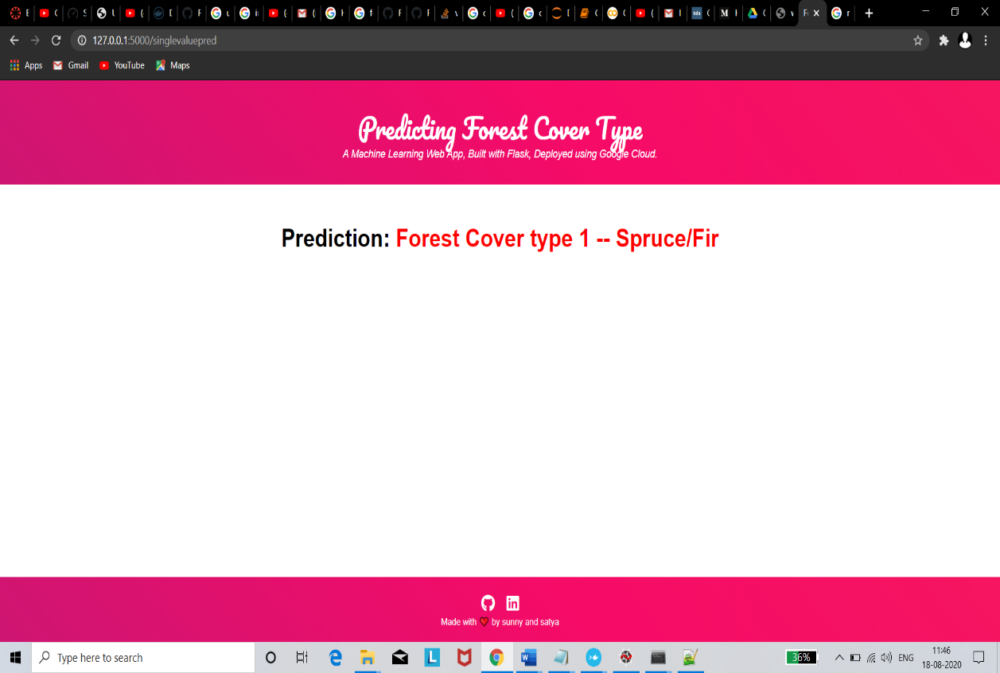 127.0.0.1:5000/singlevaluepred
Apps Gmail YouTube Maps
Predicting Forest Cover Type
A Machine Learning Web App, Built with Flask, Deployed using Google Cloud.
Prediction: Forest Cover type 1 -- Spruce/Fir
Made with by sunny and satya
Type here to search
36%
ENG
11:46
18-08-2020